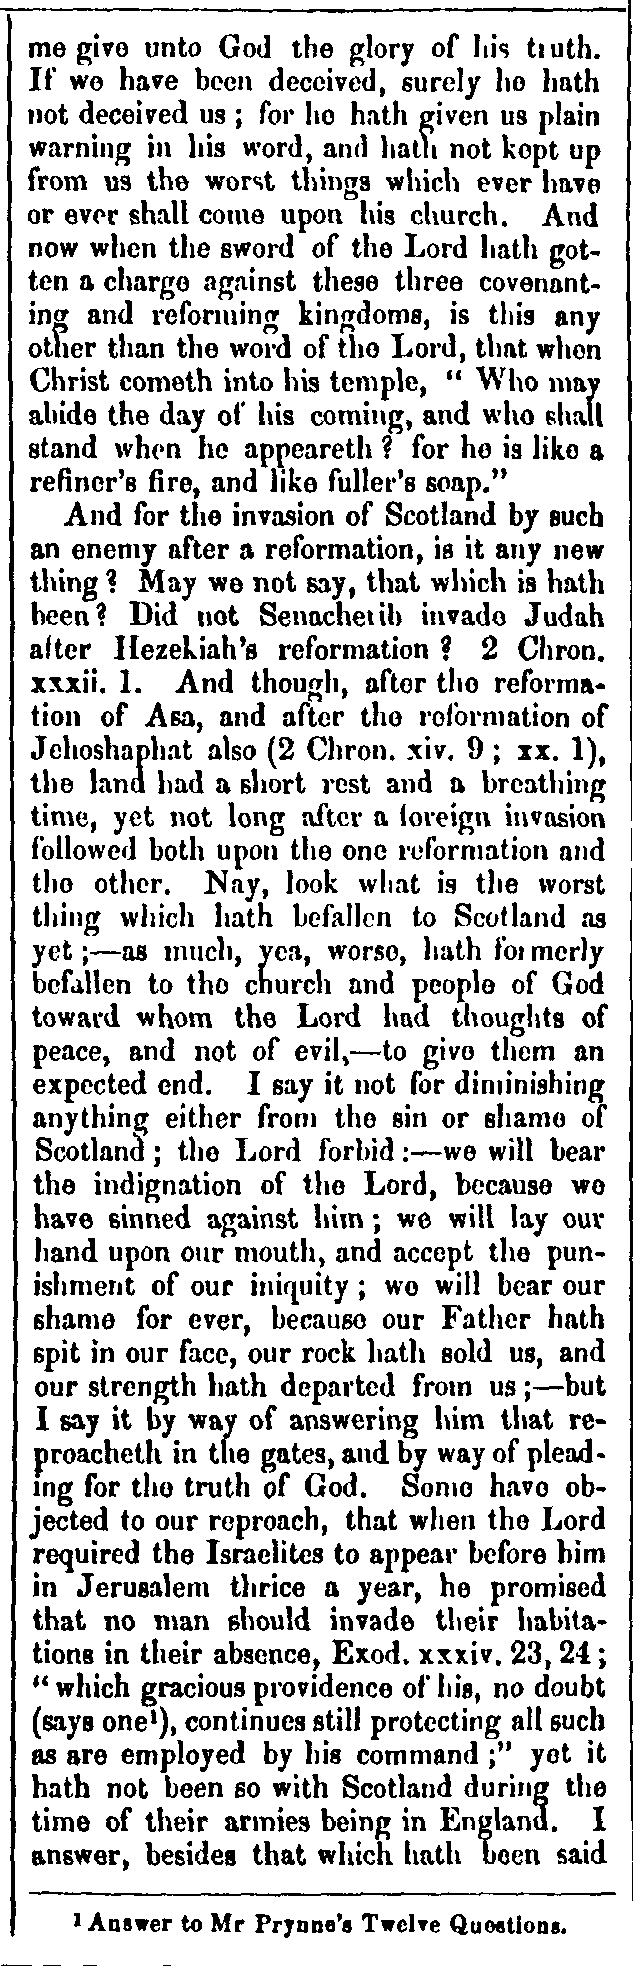 me give unto God the glory of his truth.
If we have been deceived, surely he hath
not deceived us ; for he hath given us plain
warning in his word, and hath not kept up
from us the worst things which ever have
or ever shall come upon his church. And
now when the sword of the Lord hath got-
ten a charge against these three covenant-
ing and reforming kingdoms, is this any
other than the word of the Lord, that when
Christ cometh into his temple, “ Who may
abide the day of his coming, and who shall
stand when he appeareth ? for he is like a
refiner's fire, and like fuller's soap.”
And for the invasion of Scotland by such
an enemy after a reformation, is it any new
thing ? May we not say, that which is hath
been ? Did not Senacherib invade Judah
after Hezekiah's reformation ? 2 Chron.
xxxii. 1. And though, after the reforma-
tion of Asa, and after the reformation of
Jehoshaphat also (2 Chron. xiv. 9 ; xx. 1),
the land had a short rest and a breathing
time, yet not long after a foreign invasion
followed both upon the one reformation and
the other. Nay, look what is the worst
thing which hath befallen to Scotland as
yet ;—as much, yea, worse, hath formerly
befallen to the church and people of God
toward whom the Lord had thoughts of
peace, and not of evil,—to give them an
expected end. I say it not for diminishing
anything either from the sin or shame of
Scotland ; the Lord forbid :—we will bear
the indignation of the Lord, because we
have sinned against him ; we will lay our
hand upon our mouth, and accept the pun-
ishment of our iniquity ; we will bear our
shame for ever, because our Father hath
spit in our face, our rock hath sold us, and
our strength hath departed from us ;—but
I say it by way of answering him that re-
proacheth in the gates, and by way of plead-
ing for the truth of God. Some have ob-
jected to our reproach, that when the Lord
required the Israelites to appear before him
in Jerusalem thrice a year, he promised
that no man should invade their habita-
tions in their absence, Exod. xxxiv. 23, 24 ;
“ which gracious providence of his, no doubt
(says one¹), continues still protecting all such
as are employed by his command ;” yet it
hath not been so with Scotland during the
time of their armies being in England. I
answer, besides that which hath been said
¹ Answer to Mr Prynne's Twelve Questions.